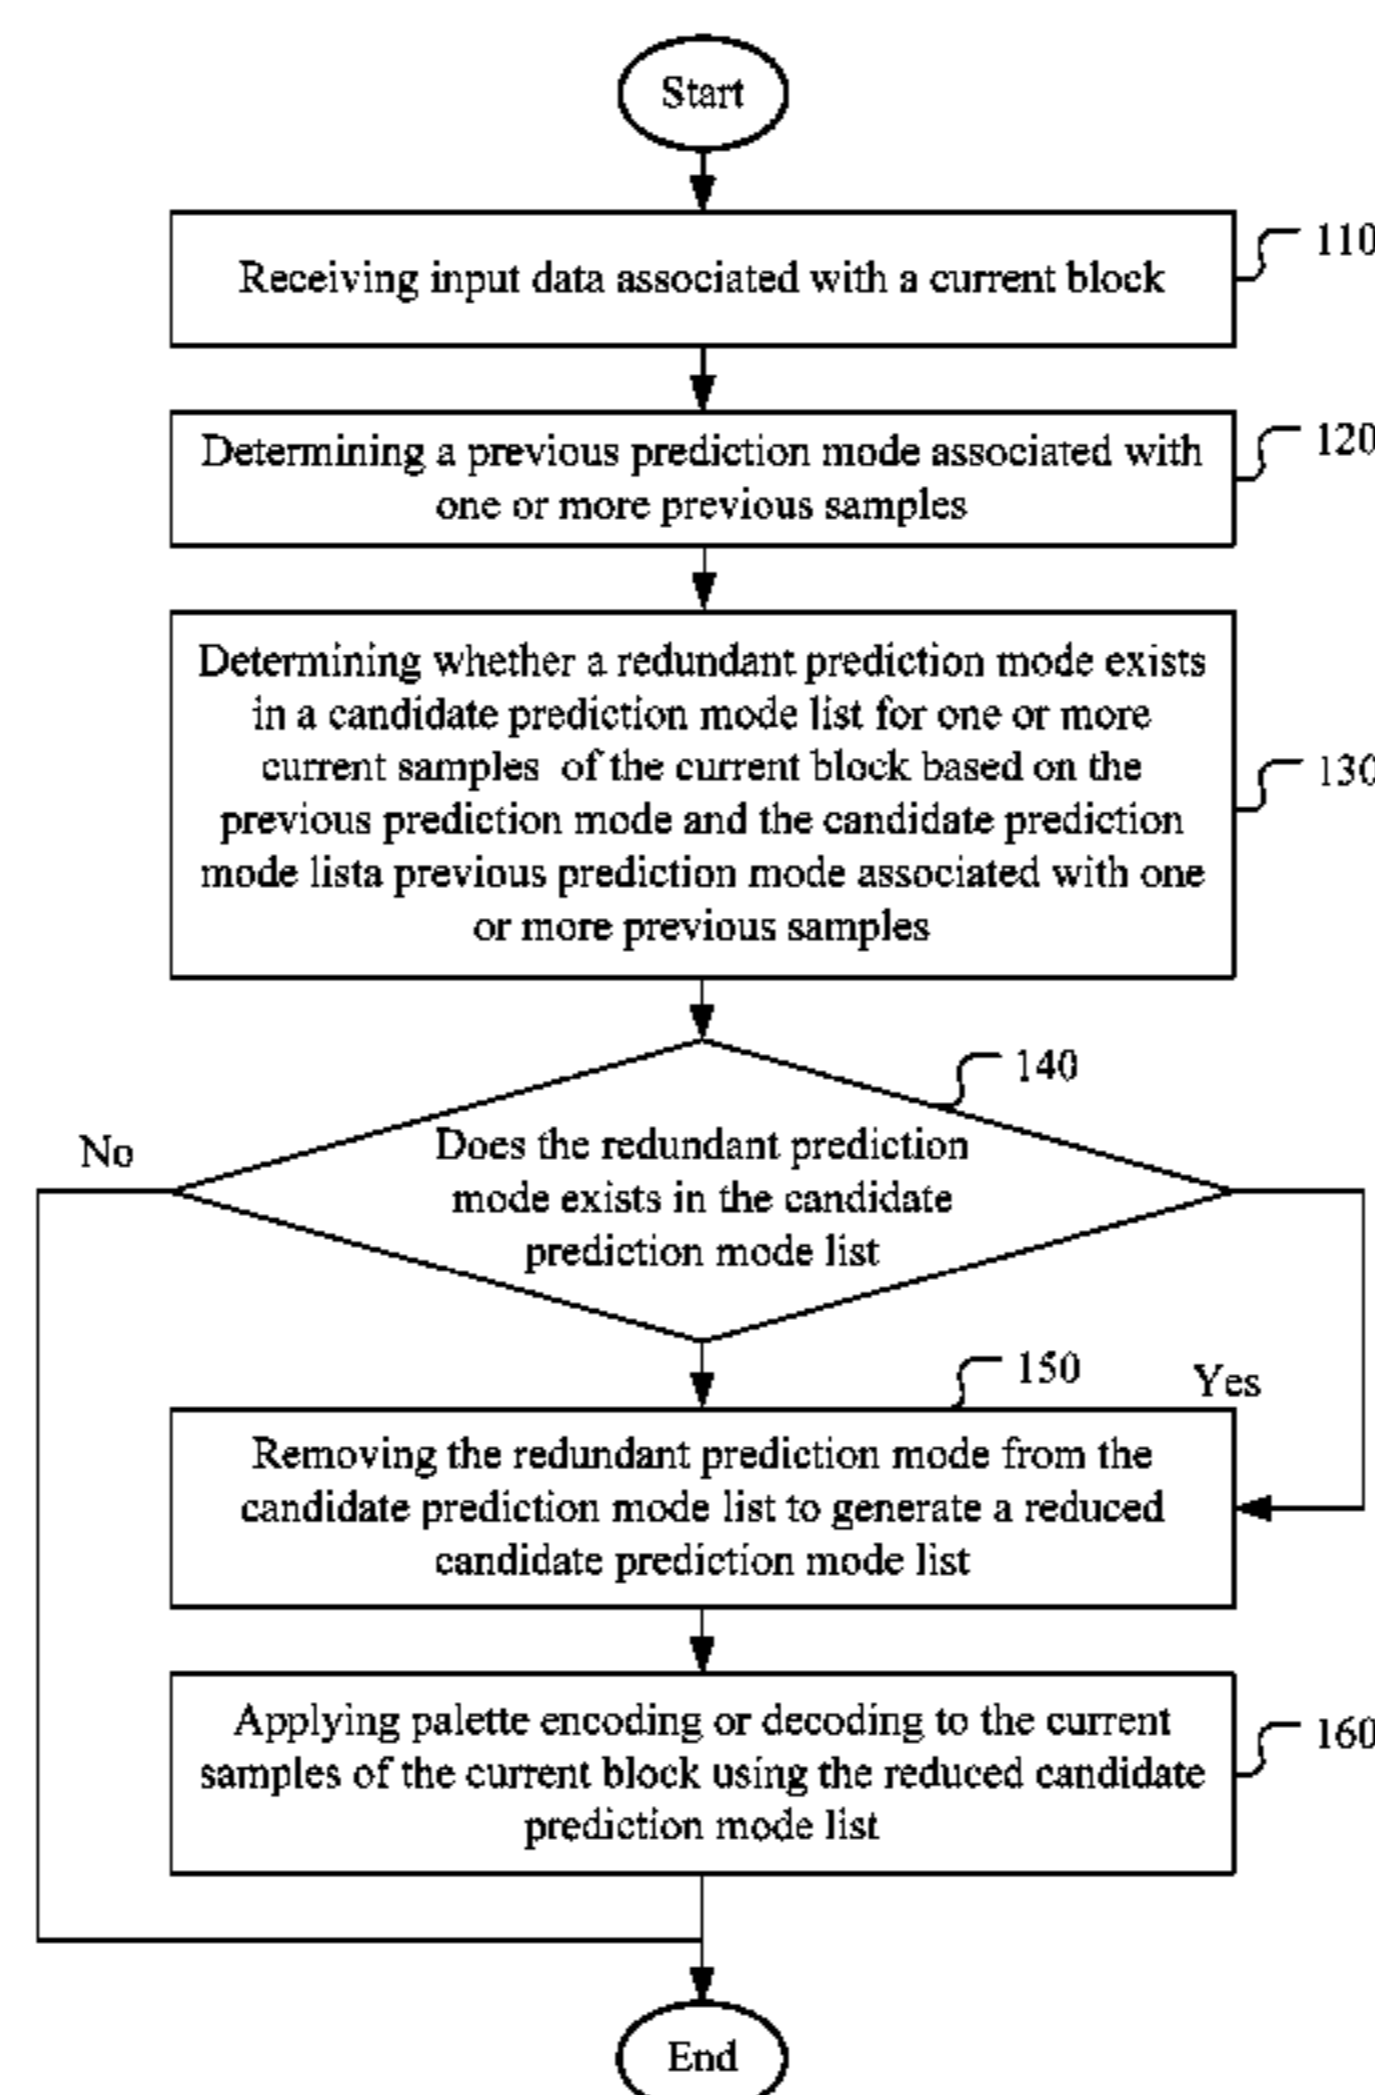 Start
Receiving input data associated with a current block
110
Determining a previous prediction mode associated with
one or more previous samples
120
Determining whether a redundant prediction mode exists
in a candidate prediction mode list for one or more
current samples of the current block based on the
previous prediction mode and the candidate prediction
mode lista previous prediction mode associated with one
or more previous samples
130
140
No
Does the redundant prediction
mode exists in the candidate
prediction mode list
150
Yes
Removing the redundant prediction mode from the
candidate prediction mode list to generate a reduced
candidate prediction mode list
Applying palette encoding or decoding to the current
samples of the current block using the reduced candidate
prediction mode list
160
End